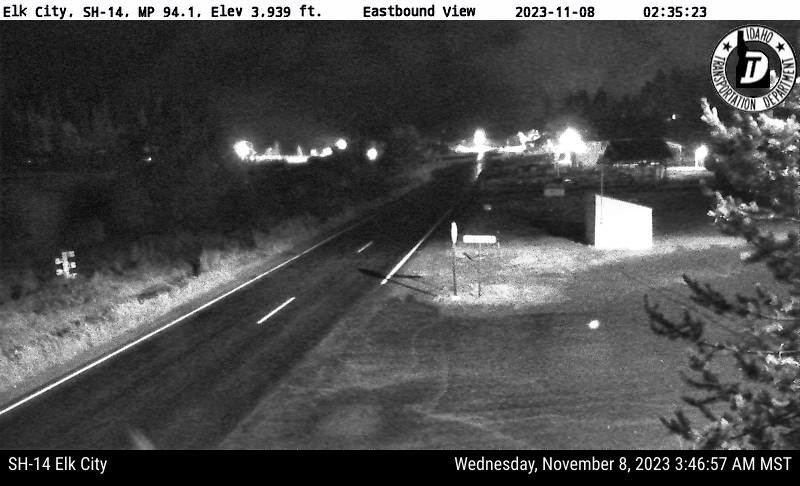 Elk City, SH-14, MP 94.1, Elev 3,939 ft. Eastbound View 2023-11-08 02:35:23
IDAHO
TRANSPORTATION DEPARTMENT
SH-14 Elk City Wednesday, November 8, 2023 3:46:57 AM MST